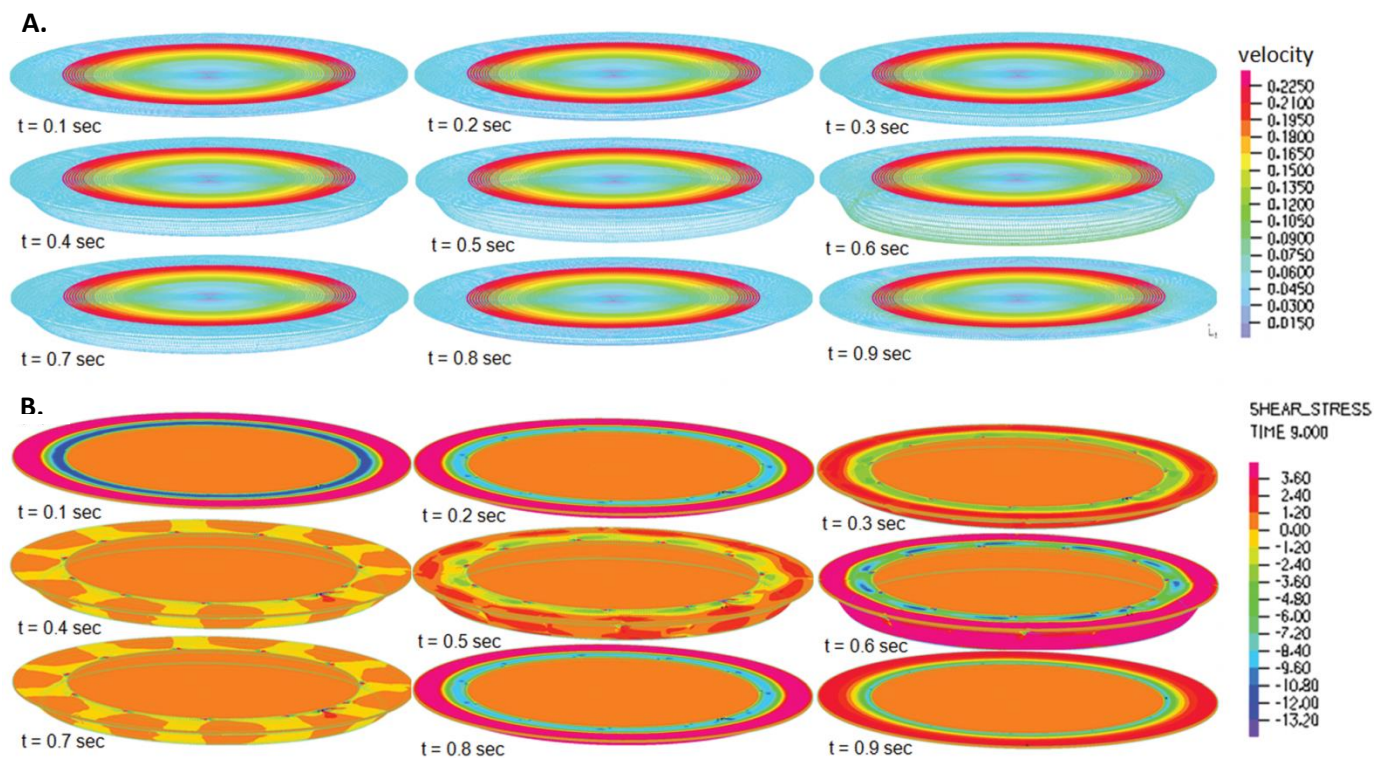 A.
velocity
0.2250
0.2100
0.1950
0.1800
0.1650
0.1500
0.1350
0.1200
0.1050
0.0900
0.0750
0.0600
0.0450
0.0300
0.0150
t = 0.1 sec
t = 0.2 sec
t = 0.3 sec
t = 0.4 sec
t = 0.5 sec
t = 0.6 sec
t = 0.7 sec
t = 0.8 sec
t = 0.9 sec
B.
SHEAR_STRESS
TIME 9.000
3.60
2.40
1.20
0.00
-1.20
-2.40
-3.60
-4.80
-6.00
-7.20
-8.40
-9.60
-10.80
-12.00
-13.20
t = 0.1 sec
t = 0.2 sec
t = 0.3 sec
t = 0.4 sec
t = 0.5 sec
t = 0.6 sec
t = 0.7 sec
t = 0.8 sec
t = 0.9 sec